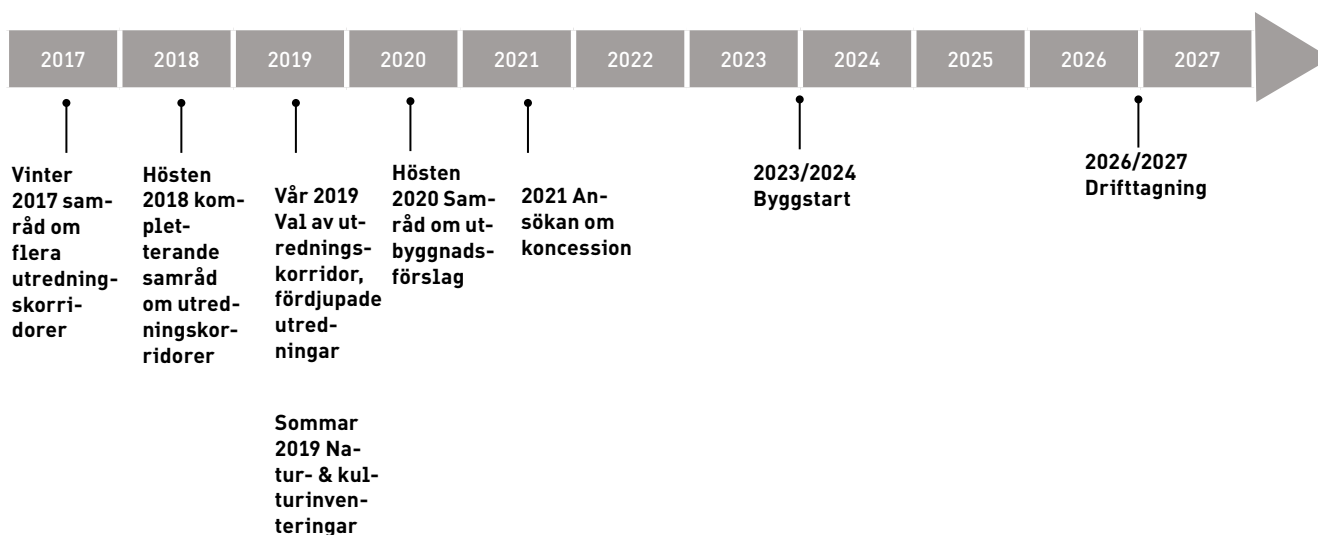 2017 2018 2019 2020 2021 2022 2023 2024 2025 2026 2027
Vinter
2017 sam-
råd om
flera
utredning-
skorri-
dorer
Hösten
2018 kom-
plet-
terande
samråd
om utred-
ningskor-
ridorer
Vår 2019
Val av ut-
rednings-
korridor,
fördjupade
utred-
ningar
Sommar
2019 Na-
tur- & kul-
turinven-
teringar
Hösten
2020 Sam-
råd om ut-
byggnads-
förslag
2021 An-
sökan om
koncession
2023/2024
Byggstart
2026/2027
Drifttagning